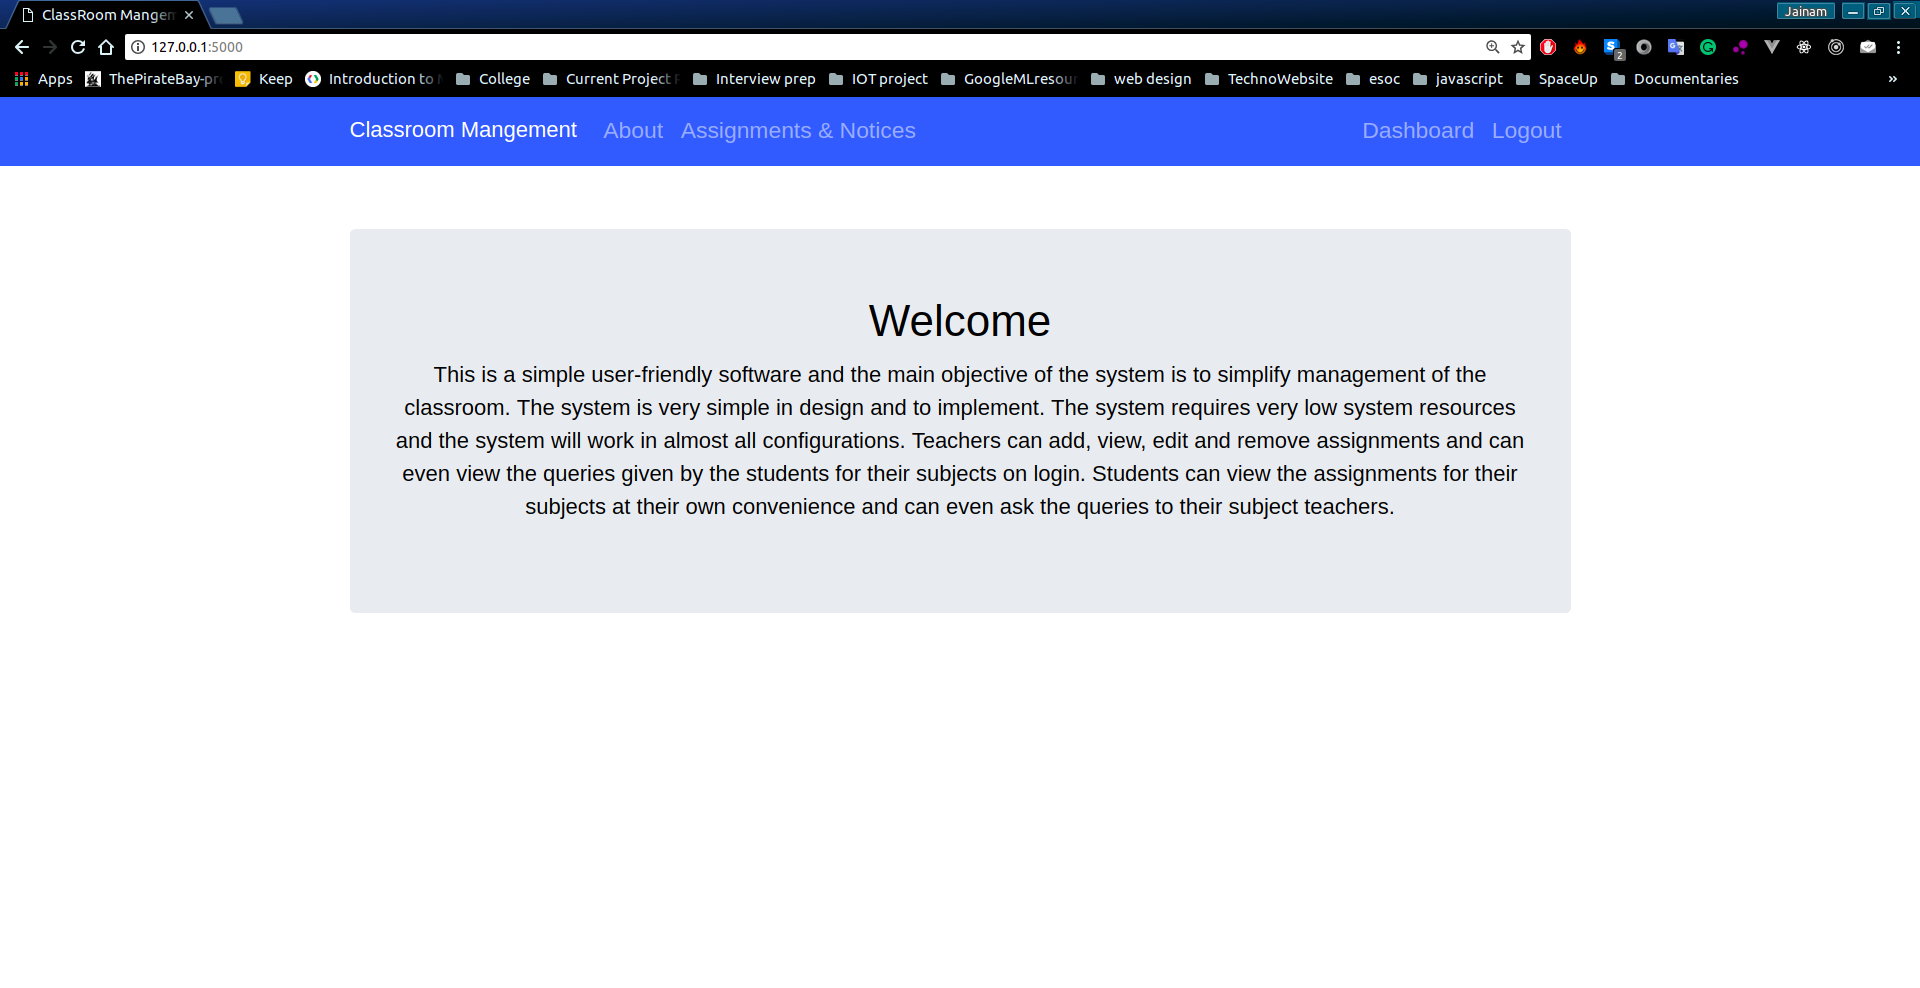 ClassRoom Mangem
Jainam
127.0.0.1:5000
2
Apps ThePirateBay-pr Keep Introduction to College Current Project Interview prep IOT project GoogleMLresour web design TechnoWebsite esoc javascript SpaceUp Documentaries »
Classroom Mangement About Assignments & Notices Dashboard Logout
Welcome
This is a simple user-friendly software and the main objective of the system is to simplify management of the
classroom. The system is very simple in design and to implement. The system requires very low system resources
and the system will work in almost all configurations. Teachers can add, view, edit and remove assignments and can
even view the queries given by the students for their subjects on login. Students can view the assignments for their
subjects at their own convenience and can even ask the queries to their subject teachers.